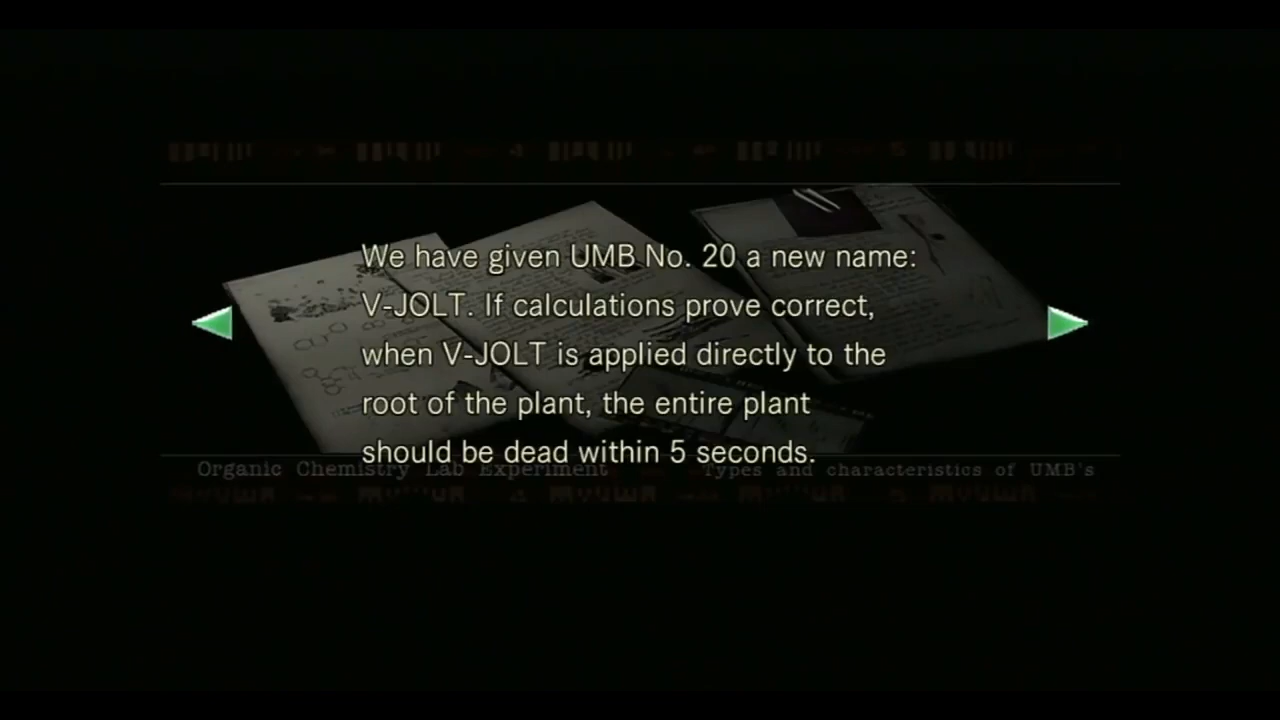 We have given UMB No. 20 a new name:
V-JOLT. If calculations prove correct,
when V-JOLT is applied directly to the
root of the plant, the entire plant
should be dead within 5 seconds.
Organic Chemistry Lab Experiment
Types and characteristics of UMB's